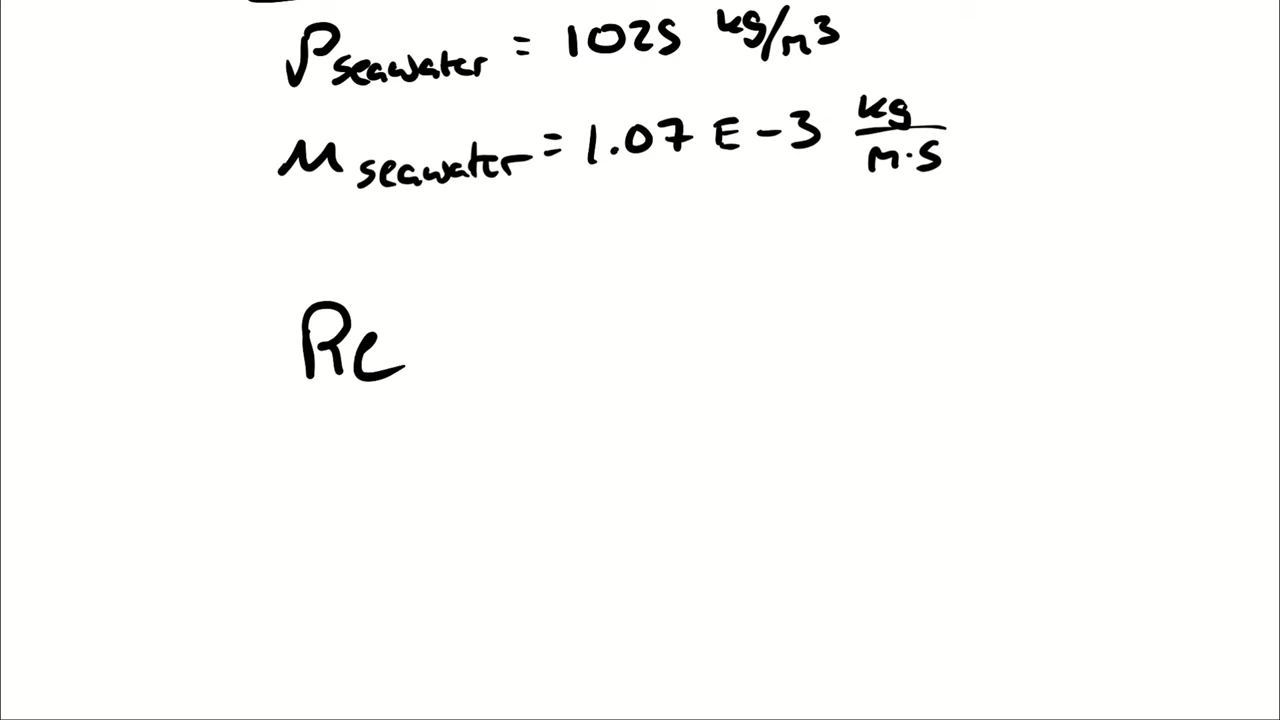 ρseawater = 1025 kg/m3
μseawater = 1.07 E-3 kg/m·s
Re